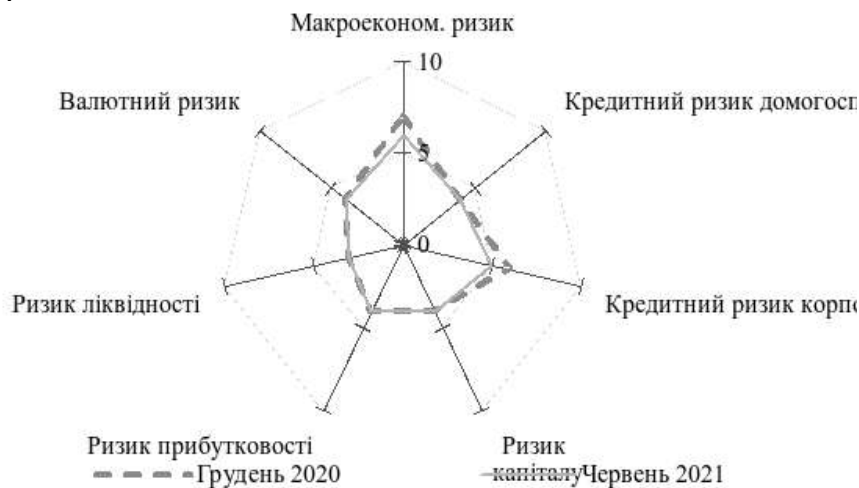 Макроеконом. ризик
10
Валютний ризик
Кредитний ризик домогосп
5
0
Ризик ліквідності
Кредитний ризик корпо
Ризик прибутковості
Ризик
капіталу
Грудень 2020
Червень 2021